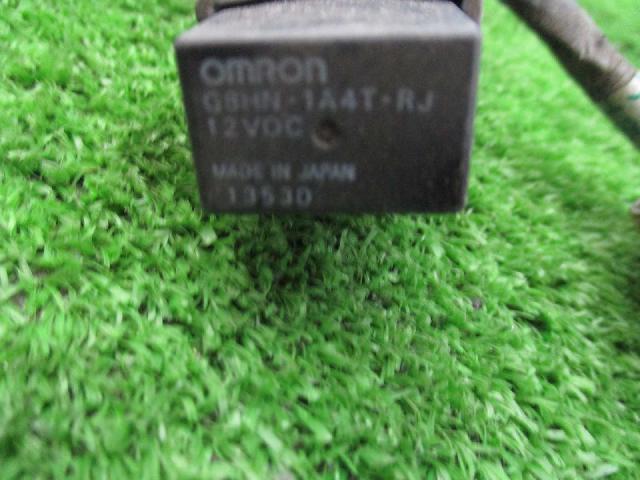 OMRON
G8HN-1A4T-RJ
12VDC
MADE IN JAPAN
13530